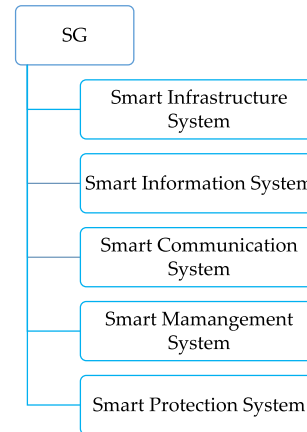 SG
Smart Infrastructure
System
Smart Information System
Smart Communication
System
Smart Mamangement
System
Smart Protection System